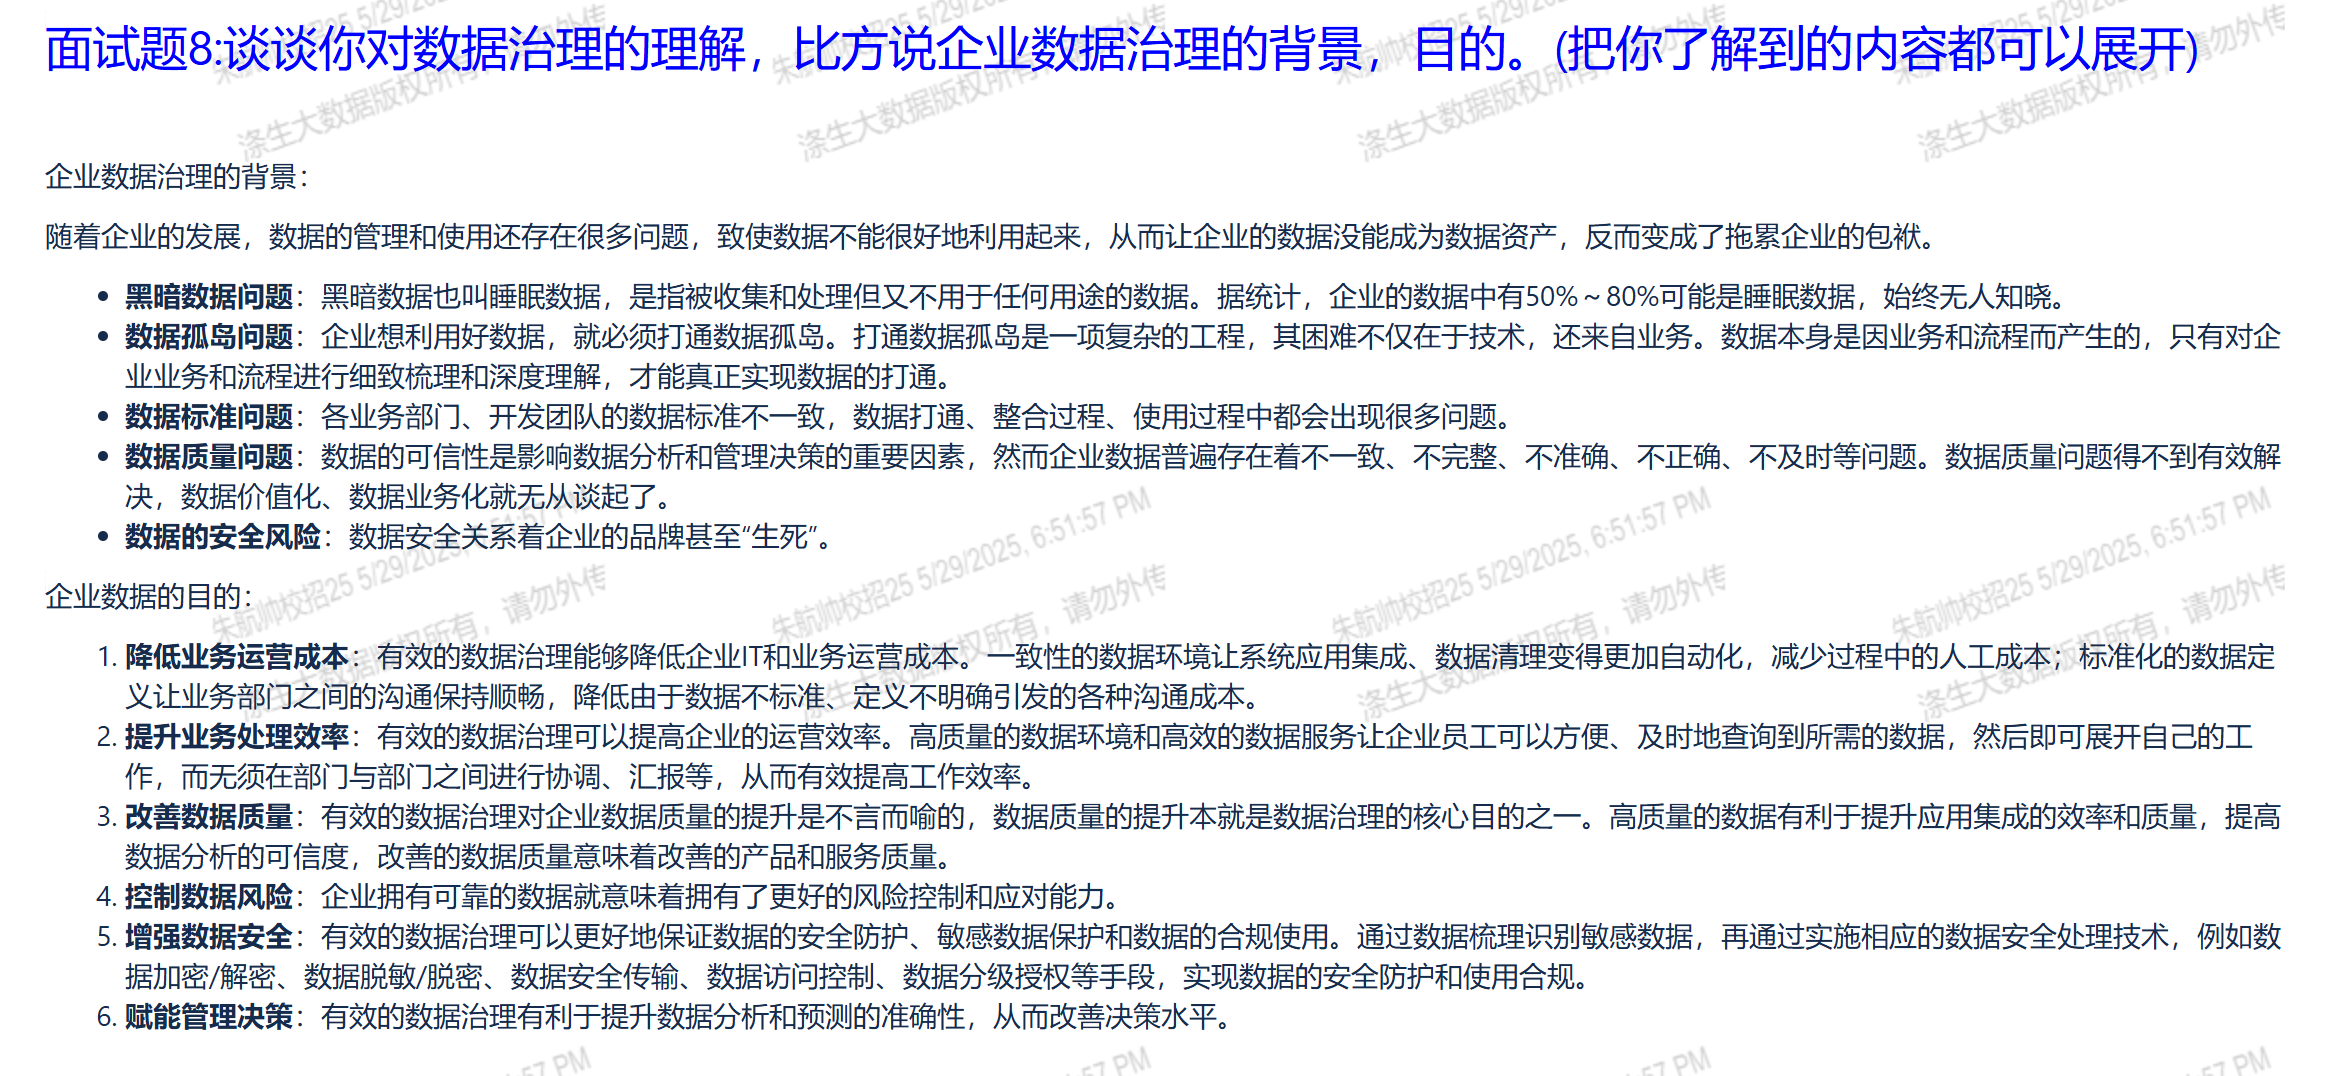 面试题8:谈谈你对数据治理的理解，比方说企业数据治理的背景，目的。(把你了解到的内容都可以展开)
企业数据治理的背景：
随着企业的发展，数据的管理和使用还存在很多问题，致使数据不能很好地利用起来，从而让企业的数据没能成为数据资产，反而变成了拖累企业的包袱。
• 黑暗数据问题：黑暗数据也叫睡眠数据，是指被收集和处理但又不用于任何用途的数据。据统计，企业的数据中有50%～80%可能是睡眠数据，始终无人知晓。
• 数据孤岛问题：企业想利用好数据，就必须打通数据孤岛。打通数据孤岛是一项复杂的工程，其困难不仅在于技术，还来自业务。数据本身是因业务和流程而产生的，只有对企
业业务和流程进行细致梳理和深度理解，才能真正实现数据的打通。
• 数据标准问题：各业务部门、开发团队的数据标准不一致，数据打通、整合过程、使用过程中都会出现很多问题。
• 数据质量问题：数据的可信性是影响数据分析和管理决策的重要因素，然而企业数据普遍存在着不一致、不完整、不准确、不正确、不及时等问题。数据质量问题得不到有效解
决，数据价值化、数据业务化就无从谈起了。
• 数据的安全风险：数据安全关系着企业的品牌甚至“生死”。
企业数据的目的：
1. 降低业务运营成本：有效的数据治理能够降低企业IT和业务运营成本。一致性的数据环境让系统应用集成、数据清理变得更加自动化，减少过程中的人工成本；标准化的数据定
义让业务部门之间的沟通保持顺畅，降低由于数据不标准、定义不明确引发的各种沟通成本。
2. 提升业务处理效率：有效的数据治理可以提高企业的运营效率。高质量的数据环境和高效的数据服务让企业员工可以方便、及时地查询到所需的数据，然后即可展开自己的工
作，而无须在部门与部门之间进行协调、汇报等，从而有效提高工作效率。
3. 改善数据质量：有效的数据治理对企业数据质量的提升是不言而喻的，数据质量的提升本就是数据治理的核心目的之一。高质量的数据有利于提升应用集成的效率和质量，提高
数据分析的可信度，改善的数据质量意味着改善的产品和服务质量。
4. 控制数据风险：企业拥有可靠的数据就意味着拥有了更好的风险控制和应对能力。
5. 增强数据安全：有效的数据治理可以更好地保证数据的安全防护、敏感数据保护和数据的合规使用。通过数据梳理识别敏感数据，再通过实施相应的数据安全处理技术，例如数
据加密/解密、数据脱敏/脱密、数据安全传输、数据访问控制、数据分级授权等手段，实现数据的安全防护和使用合规。
6. 赋能管理决策：有效的数据治理有利于提升数据分析和预测的准确性，从而改善决策水平。
朱航帅校招25 5/29/2025, 6:51:57 PM
涤生大数据版权所有，请勿外传